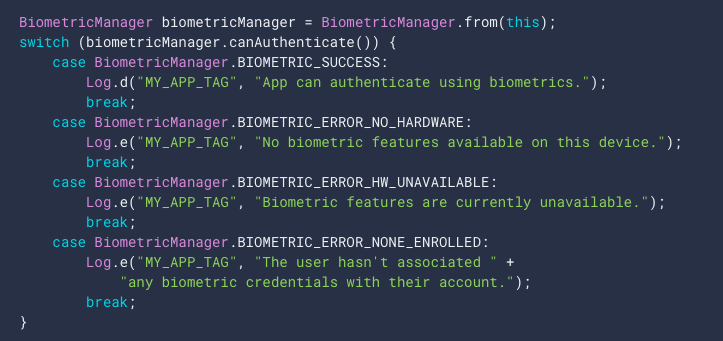 BiometricManager biometricManager = BiometricManager.from(this);
switch (biometricManager.canAuthenticate()) {
    case BiometricManager.BIOMETRIC_SUCCESS:
        Log.d("MY_APP_TAG", "App can authenticate using biometrics.");
        break;
    case BiometricManager.BIOMETRIC_ERROR_NO_HARDWARE:
        Log.e("MY_APP_TAG", "No biometric features available on this device.");
        break;
    case BiometricManager.BIOMETRIC_ERROR_HW_UNAVAILABLE:
        Log.e("MY_APP_TAG", "Biometric features are currently unavailable.");
        break;
    case BiometricManager.BIOMETRIC_ERROR_NONE_ENROLLED:
        Log.e("MY_APP_TAG", "The user hasn't associated " +
            "any biometric credentials with their account.");
        break;
}